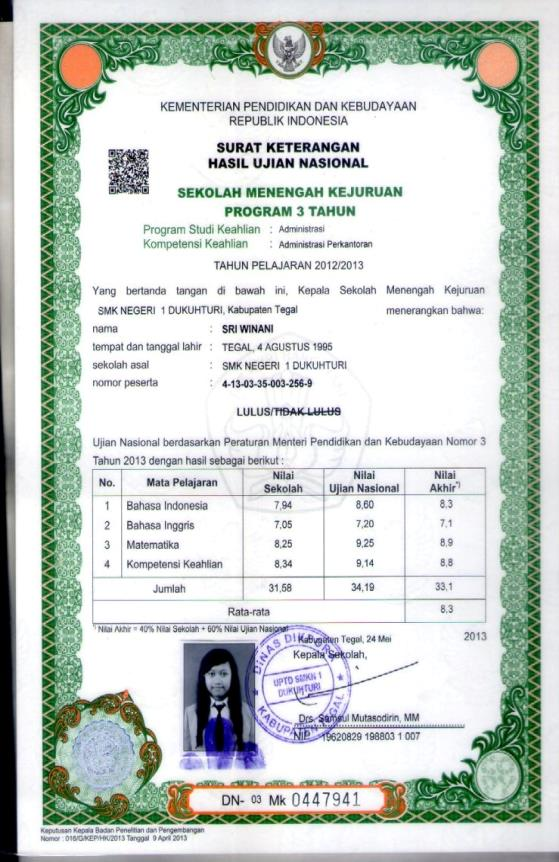 KEMENTERIAN PENDIDIKAN DAN KEBUDAYAAN
REPUBLIK INDONESIA
SURAT KETERANGAN
HASIL UJIAN NASIONAL
SEKOLAH MENENGAH KEJURUAN
PROGRAM 3 TAHUN
Program Studi Keahlian : Administrasi
Kompetensi Keahlian : Administrasi Perkantoran
TAHUN PELAJARAN 2012/2013
Yang bertanda tangan di bawah ini, Kepala Sekolah Menengah Kejuruan
SMK NEGERI 1 DUKUHTURI, Kabupaten Tegal menerangkan bahwa:
nama : SRI WINANI
tempat dan tanggal lahir : TEGAL, 4 AGUSTUS 1995
sekolah asal : SMK NEGERI 1 DUKUHTURI
nomor peserta : 4-13-03-35-003-256-9
LULUS/TIDAK LULUS
Ujian Nasional berdasarkan Peraturan Menteri Pendidikan dan Kebudayaan Nomor 3
Tahun 2013 dengan hasil sebagai berikut :
No. Mata Pelajaran Nilai Sekolah Nilai Ujian Nasional Nilai Akhir*)
1 Bahasa Indonesia 7,94 8,60 8.3
2 Bahasa Inggris 7,05 7,20 7,1
3 Matematika 8,25 9,25 8,9
4 Kompetensi Keahlian 8,34 9,14 8,8
Jumlah 31,58 34,19 33,1
Rata-rata 8,3
*) Nilai Akhir = 40% Nilai Sekolah + 60% Nilai Ujian Nasional
Kabupaten Tegal, 24 Mei 2013
Kepala Sekolah,
DINAS DIKPORA
UPTD SMKN 1
DUKUHTURI
KABUPATEN TEGAL
Drs. Samsul Mutasodirin, MM
NIP 19620829 198803 1 007
DN- 03 Mk 0447941
Keputusan Kepala Badan Penelitian dan Pengembangan
Nomor : 016/G/KEP/HK/2013 Tanggal 9 April 2013